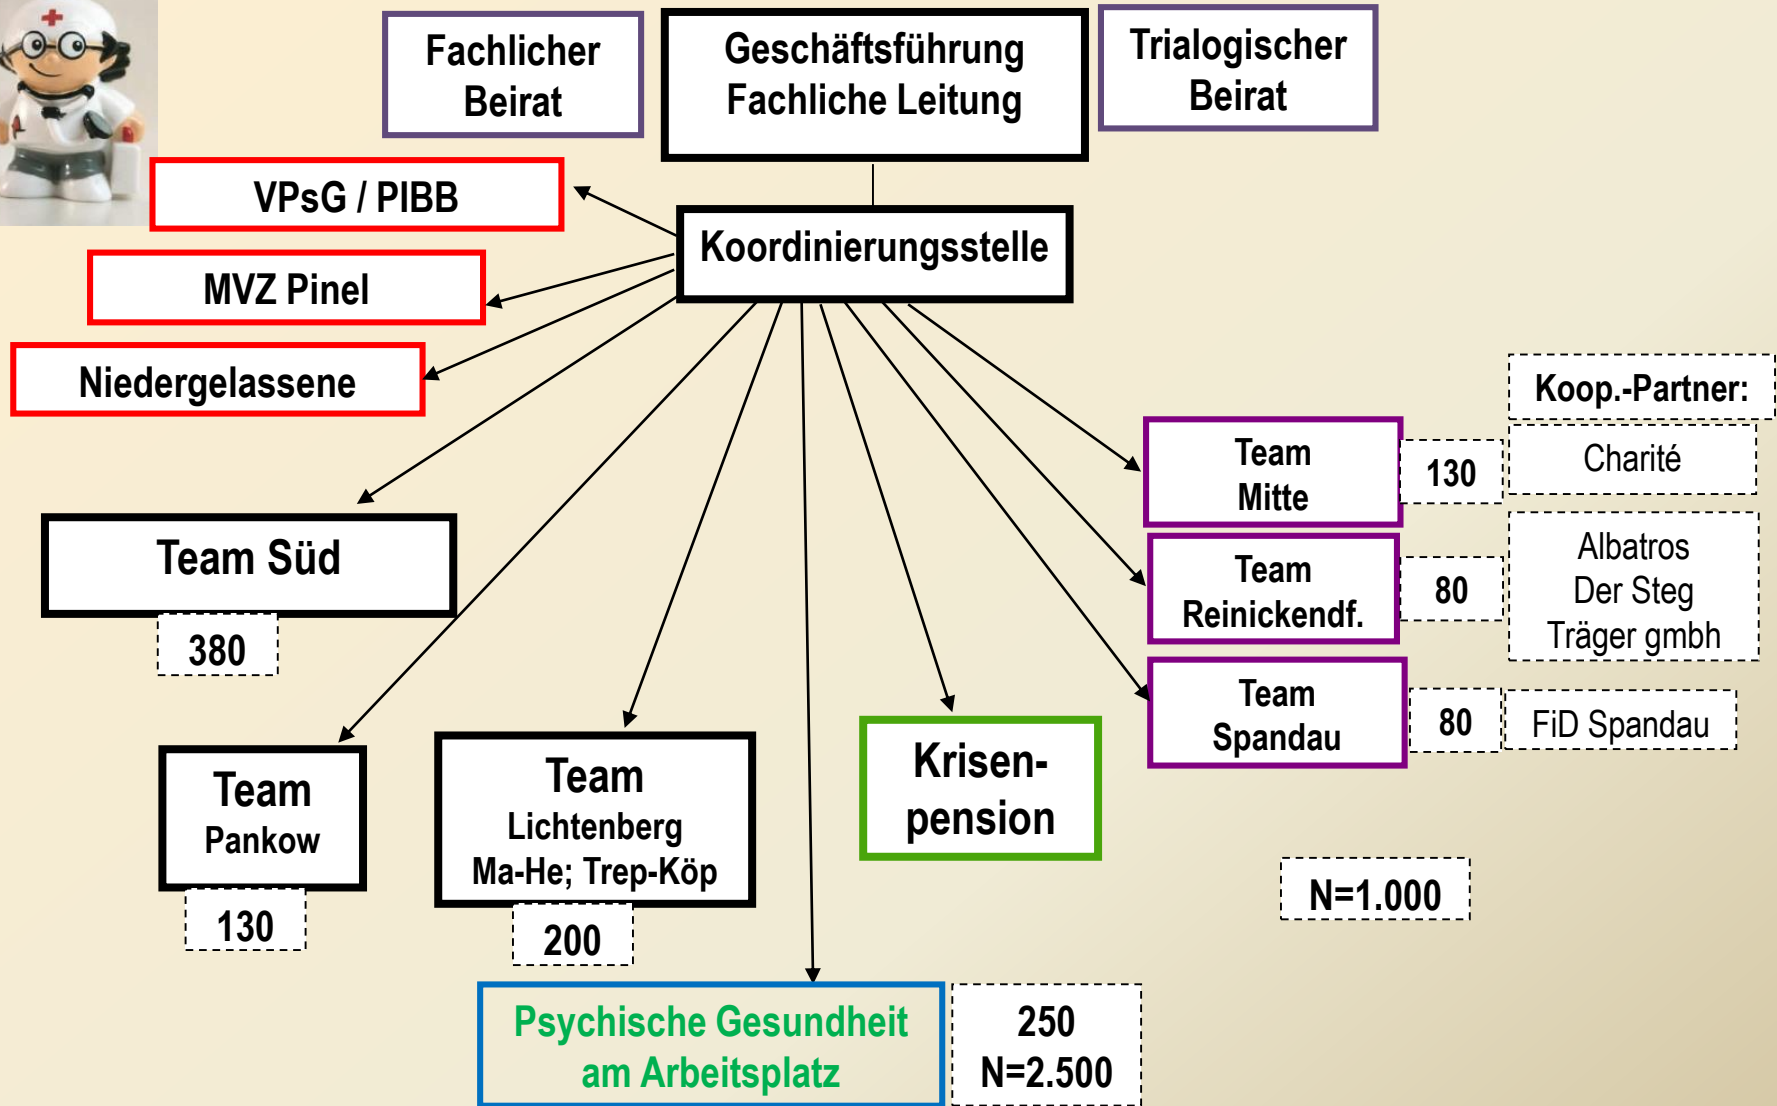 Fachlicher
Beirat
Geschäftsführung
Fachliche Leitung
Trialogischer
Beirat
VPsG / PIBB
Koordinierungsstelle
MVZ Pinel
Niedergelassene
Koop.-Partner:
Team
Mitte
130
Charité
Team Süd
380
Team
Reinickendf.
80
Albatros
Der Steg
Träger gmbh
Team
Spandau
80
FiD Spandau
Team
Pankow
130
Team
Lichtenberg
Ma-He; Trep-Köp
200
Krisen-
pension
N=1.000
Psychische Gesundheit
am Arbeitsplatz
250
N=2.500